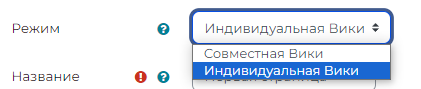 Режим
Индивидуальная Вики
Совместная Вики
Индивидуальная Вики
Название